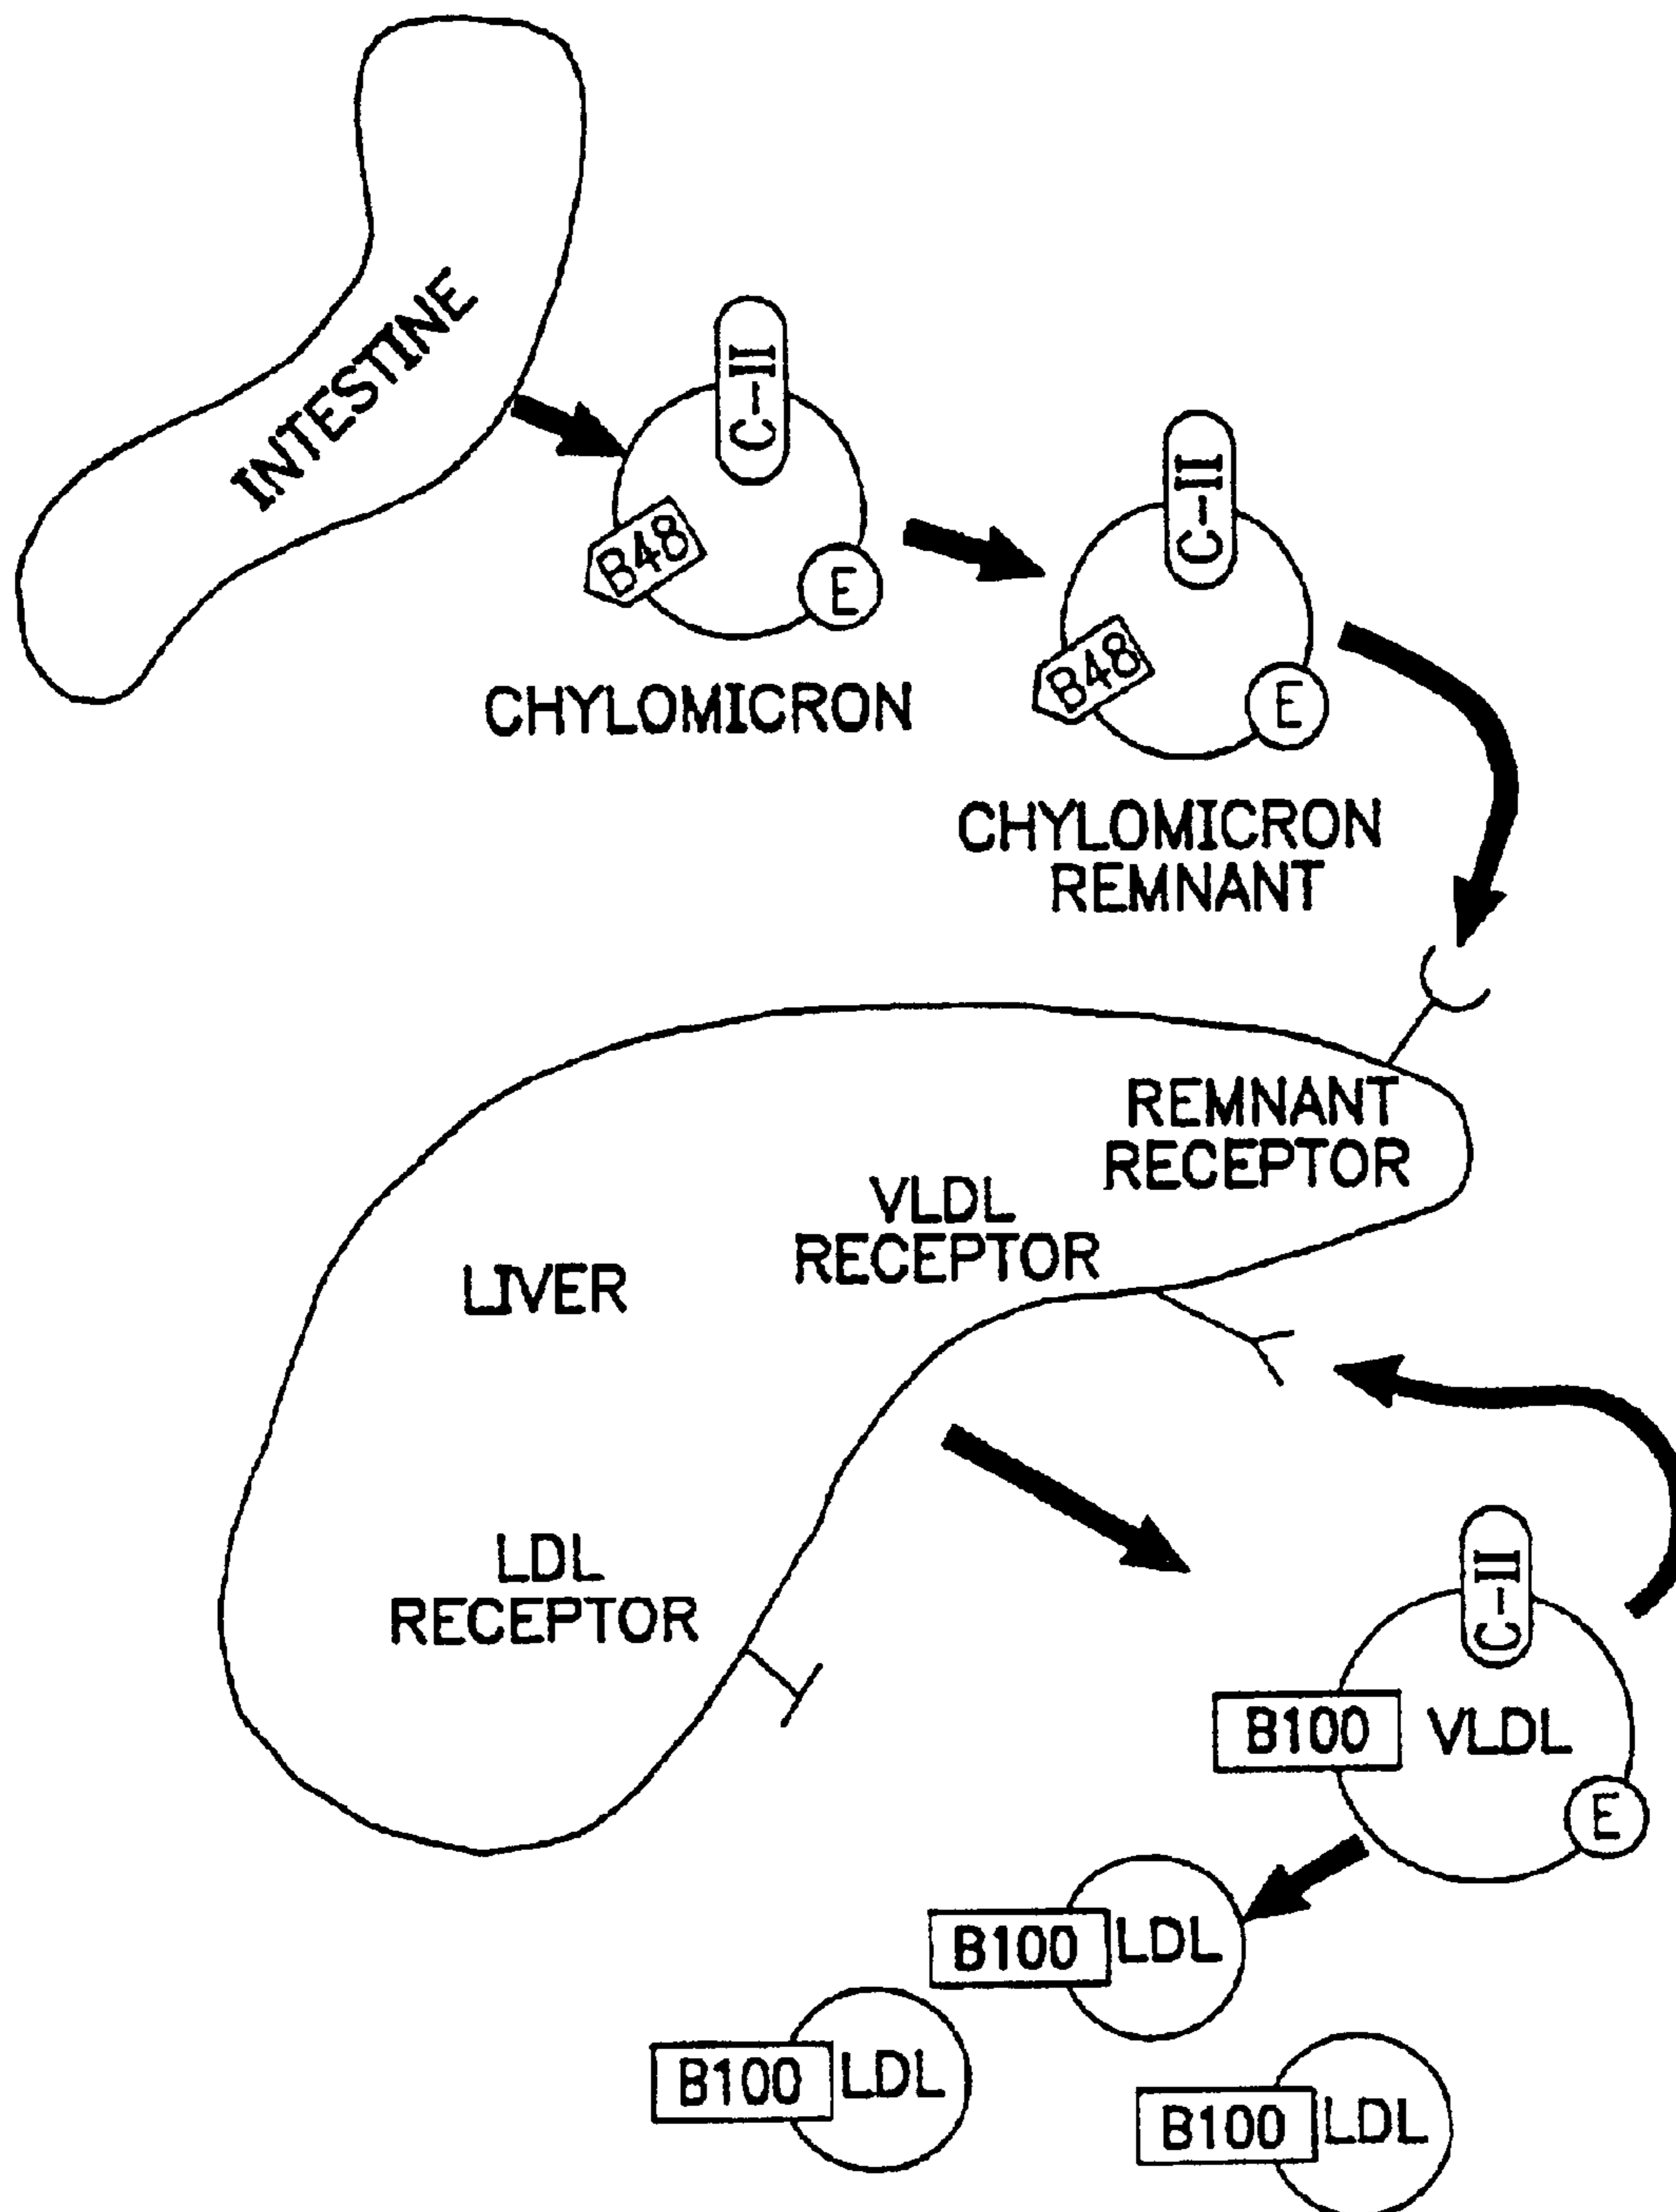 INTESTINE
C-II
B48
E
CHYLOMICRON
C-II
B48
E
CHYLOMICRON
REMNANT
REMNANT
RECEPTOR
VLDL
RECEPTOR
LIVER
LDL
RECEPTOR
C-II
B100 VLDL
E
B100 LDL
B100 LDL
B100 LDL